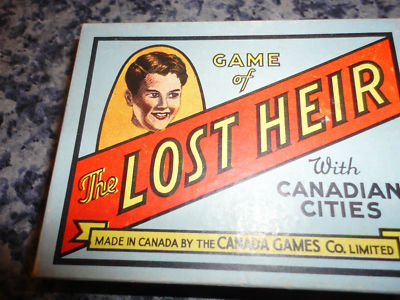 GAME
of
The LOST HEIR
With
CANADIAN
CITIES
MADE IN CANADA BY THE CANADA GAMES CO. LIMITED